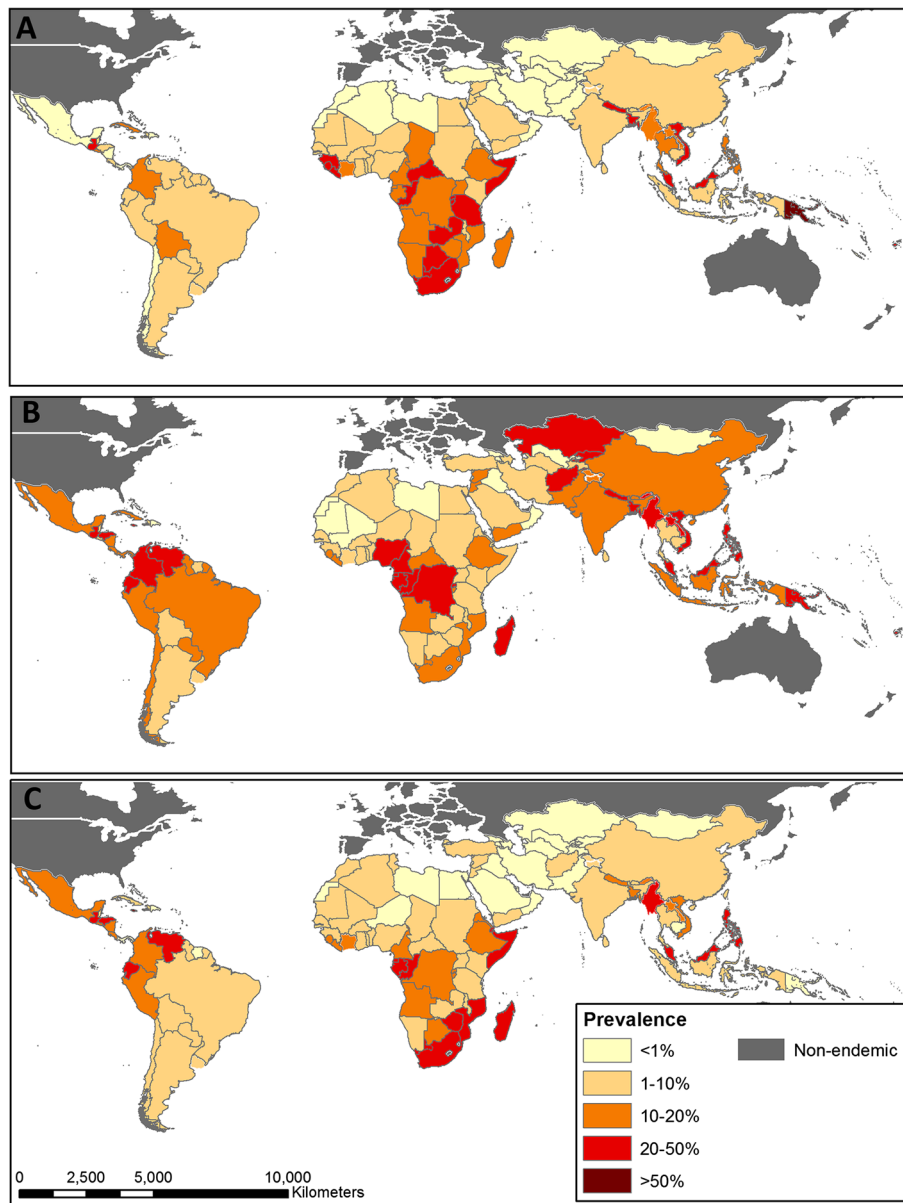 A
B
C
Prevalence
<1%
Non-endemic
1-10%
10-20%
20-50%
>50%
0 2,500 5,000 10,000
Kilometers